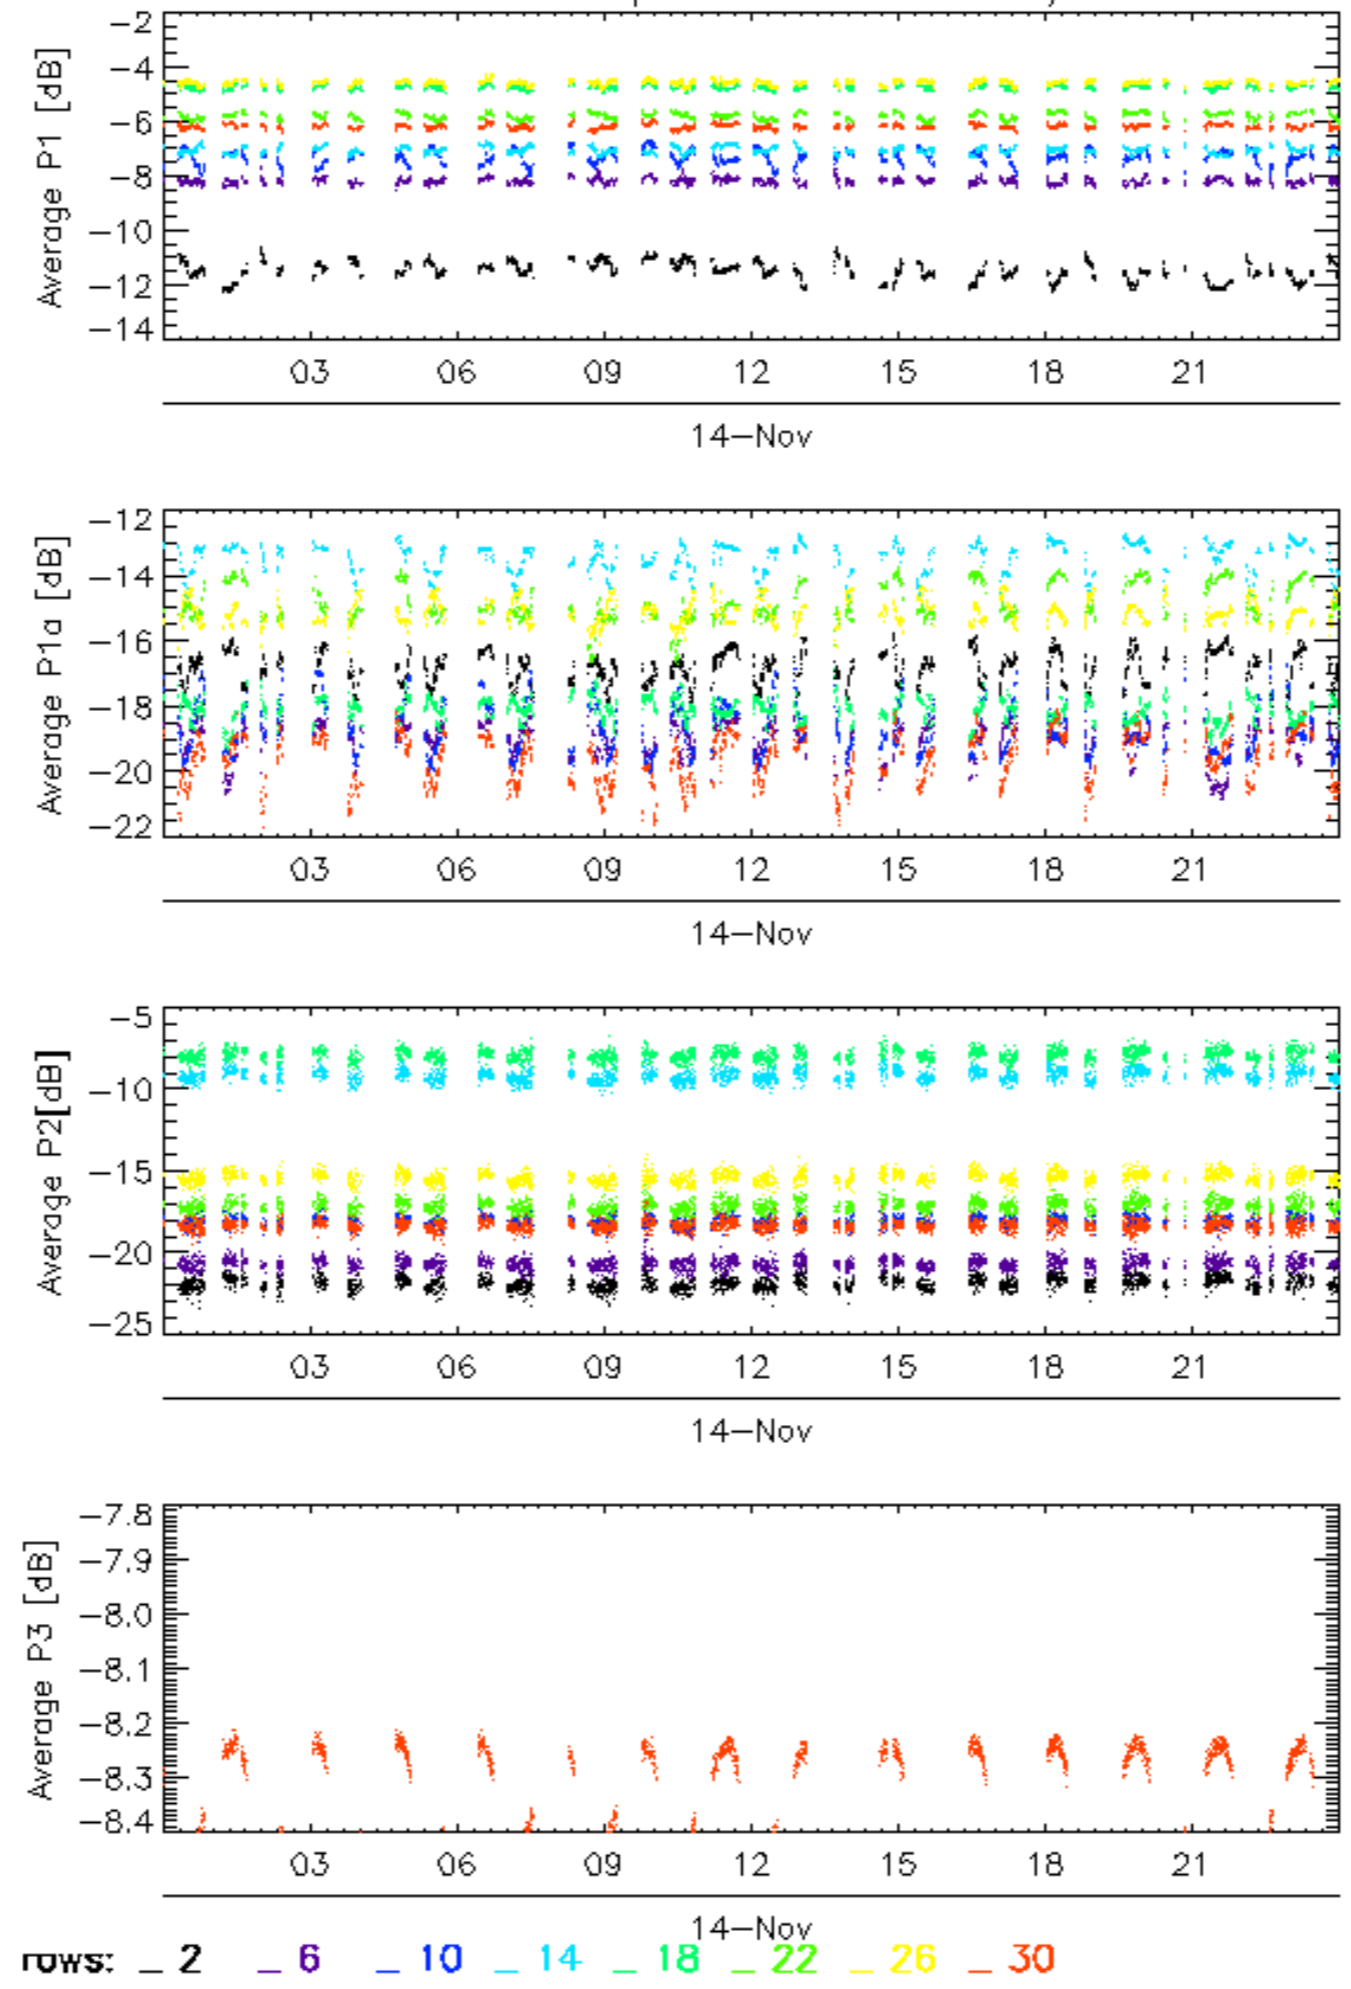 Average P1 [dB]
−2
−4
−6
−8
−10
−12
−14
03 06 09 12 15 18 21
14−Nov
Average P1a [dB]
−12
−14
−16
−18
−20
−22
03 06 09 12 15 18 21
14−Nov
Average P2[dB]
−5
−10
−15
−20
−25
03 06 09 12 15 18 21
14−Nov
Average P3 [dB]
−7.8
−7.9
−8.0
−8.1
−8.2
−8.3
−8.4
03 06 09 12 15 18 21
14−Nov
rows: _ 2 _ 6 _ 10 _ 14 _ 18 _ 22 _ 26 _ 30